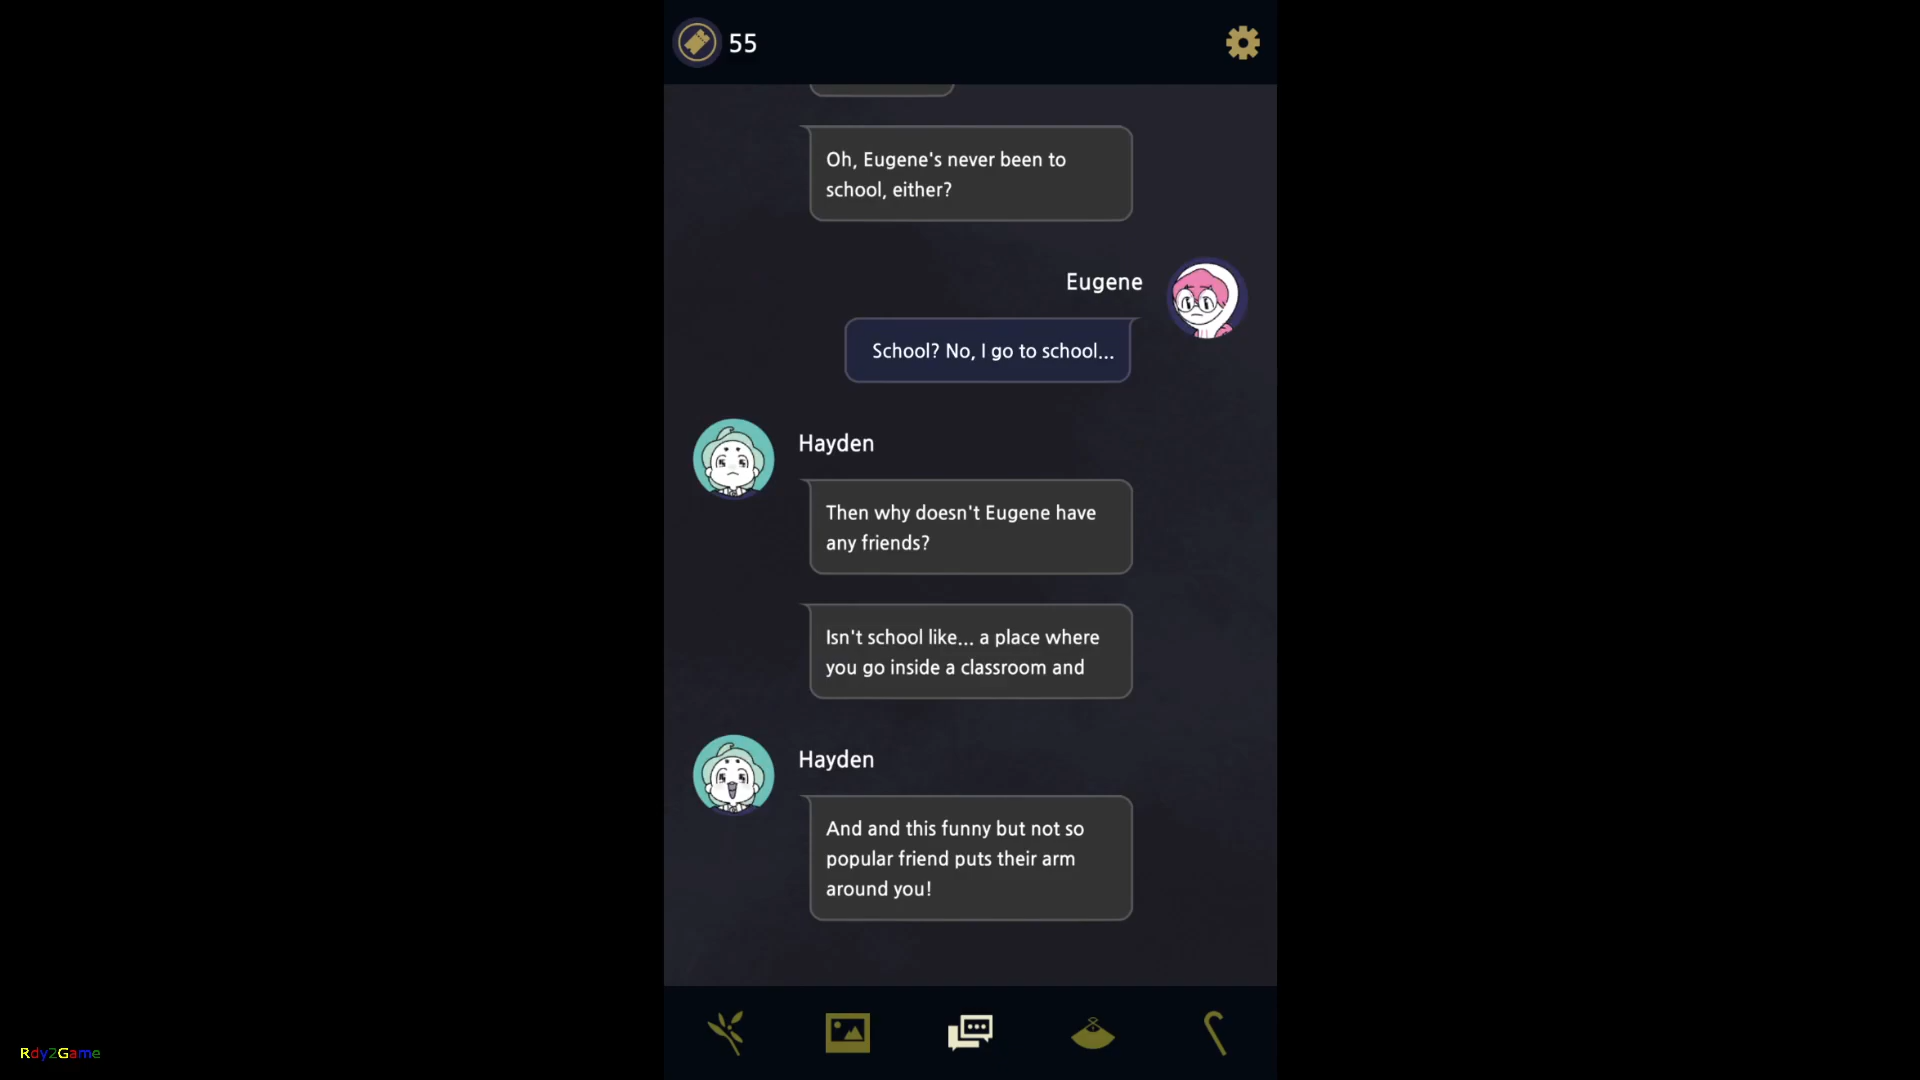 55
Oh, Eugene's never been to
school, either?
Eugene
School? No, I go to school...
Hayden
Then why doesn't Eugene have
any friends?
Isn't school like... a place where
you go inside a classroom and
Hayden
And and this funny but not so
popular friend puts their arm
around you!
Rdy2Game